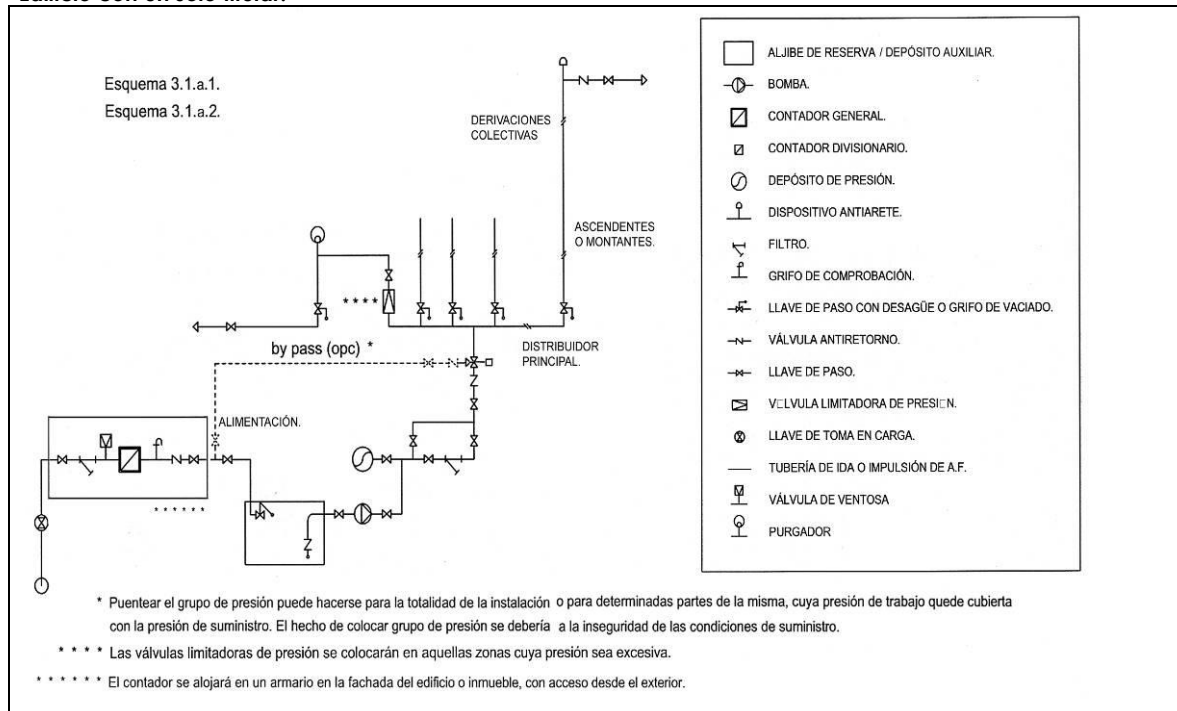 Esquema 3.1.a.1.
Esquema 3.1.a.2.
DERIVACIONES
COLECTIVAS
ASCENDENTES
O MONTANTES.
* * * *
by pass (opc) *
DISTRIBUIDOR
PRINCIPAL.
ALIMENTACIÓN.
* * * * * *
ALJIBE DE RESERVA / DEPÓSITO AUXILIAR.
BOMBA.
CONTADOR GENERAL.
CONTADOR DIVISIONARIO.
DEPÓSITO DE PRESIÓN.
DISPOSITIVO ANTIARETE.
FILTRO.
GRIFO DE COMPROBACIÓN.
LLAVE DE PASO CON DESAGÜE O GRIFO DE VACIADO.
VÁLVULA ANTIRETORNO.
LLAVE DE PASO.
V□LVULA LIMITADORA DE PRESI□N.
LLAVE DE TOMA EN CARGA.
TUBERÍA DE IDA O IMPULSIÓN DE A.F.
VÁLVULA DE VENTOSA
PURGADOR
* Puentear el grupo de presión puede hacerse para la totalidad de la instalación o para determinadas partes de la misma, cuya presión de trabajo quede cubierta
con la presión de suministro. El hecho de colocar grupo de presión se debería a la inseguridad de las condiciones de suministro.
* * * * Las válvulas limitadoras de presión se colocarán en aquellas zonas cuya presión sea excesiva.
* * * * * * El contador se alojará en un armario en la fachada del edificio o inmueble, con acceso desde el exterior.